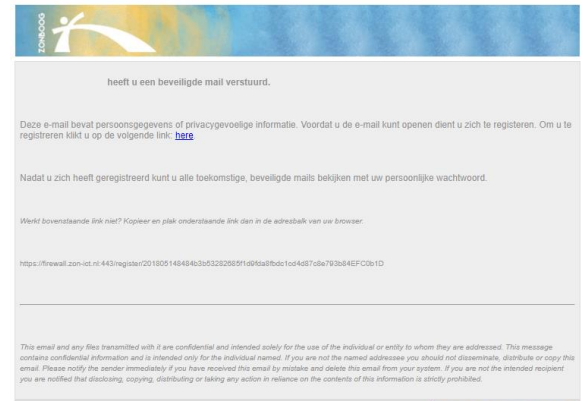 ZONBOOG
heeft u een beveiligde mail verstuurd.
Deze e-mail bevat persoonsgegevens of privacygevoelige informatie. Voordat u de e-mail kunt openen dient u zich te registeren. Om u te
registreren klikt u op de volgende link: here.
Nadat u zich heeft geregistreerd kunt u alle toekomstige, beveiligde mails bekijken met uw persoonlijke wachtwoord.
Werkt bovenstaande link niet? Kopieer en plak onderstaande link dan in de adresbalk van uw browser.
https://firewall.zon-ict.nl:443/register/201805148484b3b53282685f1d9fda8fbdc1cd4d87c8e793b84EFC0b1D
This email and any files transmitted with it are confidential and intended solely for the use of the individual or entity to whom they are addressed. This message
contains confidential information and is intended only for the individual named. If you are not the named addressee you should not disseminate, distribute or copy this
email. Please notify the sender immediately if you have received this email by mistake and delete this email from your system. If you are not the intended recipient
you are notified that disclosing, copying, distributing or taking any action in reliance on the contents of this information is strictly prohibited.